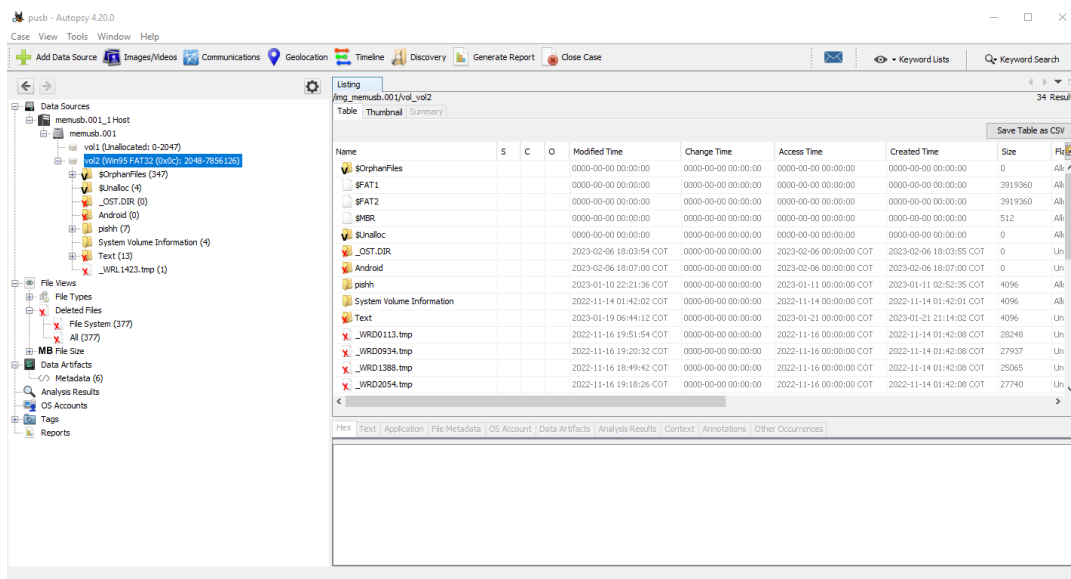 pusb - Autopsy 4.20.0
Case View Tools Window Help
Add Data Source Images/Videos Communications Geolocation Timeline Discovery Generate Report Close Case Keyword Lists Keyword Search
Listing
/img_memusb.001/vol_vol2 34 Result
Table Thumbnail Summary
Save Table as CSV
Data Sources
memusb.001_1 Host
memusb.001
vol1 (Unallocated: 0-2047)
vol2 (Win95 FAT32 (0x0c): 2048-7856126)
$OrphanFiles (347)
$Unalloc (4)
_OST.DIR (0)
Android (0)
pishh (7)
System Volume Information (4)
Text (13)
_WRL1423.tmp (1)
File Views
File Types
Deleted Files
File System (377)
All (377)
MB File Size
Data Artifacts
Metadata (6)
Analysis Results
OS Accounts
Tags
Reports
Name S C O Modified Time Change Time Access Time Created Time Size Fla
$OrphanFiles 0000-00-00 00:00:00 0000-00-00 00:00:00 0000-00-00 00:00:00 0000-00-00 00:00:00 0 All
$FAT1 0000-00-00 00:00:00 0000-00-00 00:00:00 0000-00-00 00:00:00 0000-00-00 00:00:00 3919360 All
$FAT2 0000-00-00 00:00:00 0000-00-00 00:00:00 0000-00-00 00:00:00 0000-00-00 00:00:00 3919360 All
$MBR 0000-00-00 00:00:00 0000-00-00 00:00:00 0000-00-00 00:00:00 0000-00-00 00:00:00 512 All
$Unalloc 0000-00-00 00:00:00 0000-00-00 00:00:00 0000-00-00 00:00:00 0000-00-00 00:00:00 0 All
_OST.DIR 2023-02-06 18:03:54 COT 0000-00-00 00:00:00 2023-02-06 00:00:00 COT 2023-02-06 18:03:55 COT 0 Un
Android 2023-02-06 18:07:00 COT 0000-00-00 00:00:00 2023-02-06 00:00:00 COT 2023-02-06 18:07:00 COT 0 Un
pishh 2023-01-10 22:21:36 COT 0000-00-00 00:00:00 2023-01-11 00:00:00 COT 2023-01-11 02:52:35 COT 4096 All
System Volume Information 2022-11-14 01:42:02 COT 0000-00-00 00:00:00 2022-11-14 00:00:00 COT 2022-11-14 01:42:01 COT 4096 All
Text 2023-01-19 06:44:12 COT 0000-00-00 00:00:00 2023-01-21 00:00:00 COT 2023-01-21 21:14:02 COT 4096 Un
_WRD0113.tmp 2022-11-16 19:51:54 COT 0000-00-00 00:00:00 2022-11-16 00:00:00 COT 2022-11-14 01:42:08 COT 28248 Un
_WRD0934.tmp 2022-11-16 19:20:32 COT 0000-00-00 00:00:00 2022-11-16 00:00:00 COT 2022-11-14 01:42:08 COT 27937 Un
_WRD1388.tmp 2022-11-16 18:49:42 COT 0000-00-00 00:00:00 2022-11-16 00:00:00 COT 2022-11-14 01:42:08 COT 25065 Un
_WRD2054.tmp 2022-11-16 19:18:26 COT 0000-00-00 00:00:00 2022-11-16 00:00:00 COT 2022-11-14 01:42:08 COT 27740 Un
Hex Text Application File Metadata OS Account Data Artifacts Analysis Results Context Annotations Other Occurrences